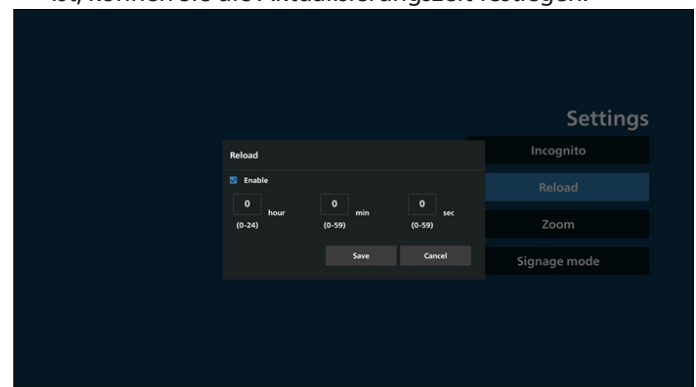 ist, können Sie die Aktualisierungszeit festlegen.
Settings
Incognito
Reload
Zoom
Signage mode
Reload
Enable
0 hour 0 min 0 sec
(0-24) (0-59) (0-59)
Save Cancel